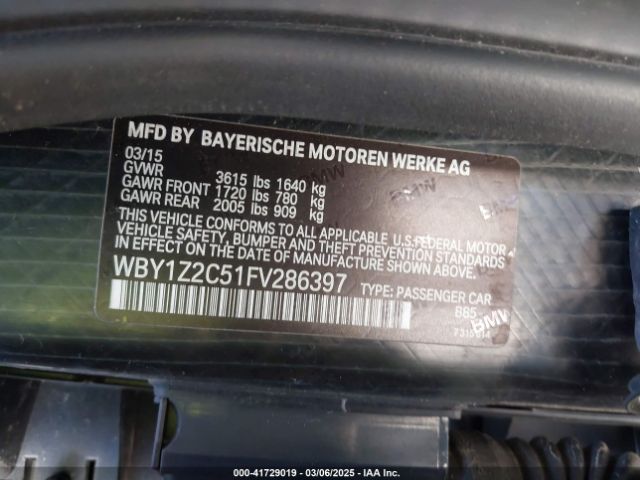 MFD BY BAYERISCHE MOTOREN WERKE AG
03/15
GVWR 3615 lbs 1640 kg
GAWR FRONT 1720 lbs 780 kg
GAWR REAR 2005 lbs 909 kg
THIS VEHICLE CONFORMS TO ALL APPLICABLE U.S. FEDERAL MOTOR
VEHICLE SAFETY, BUMPER AND THEFT PREVENTION STANDARDS
IN EFFECT ON THE DATE OF MANUFACTURE SHOWN ABOVE.
WBY1Z2C51FV286397
TYPE: PASSENGER CAR
B85
BMW
000-41729019 - 03/06/2025 - IAA Inc.